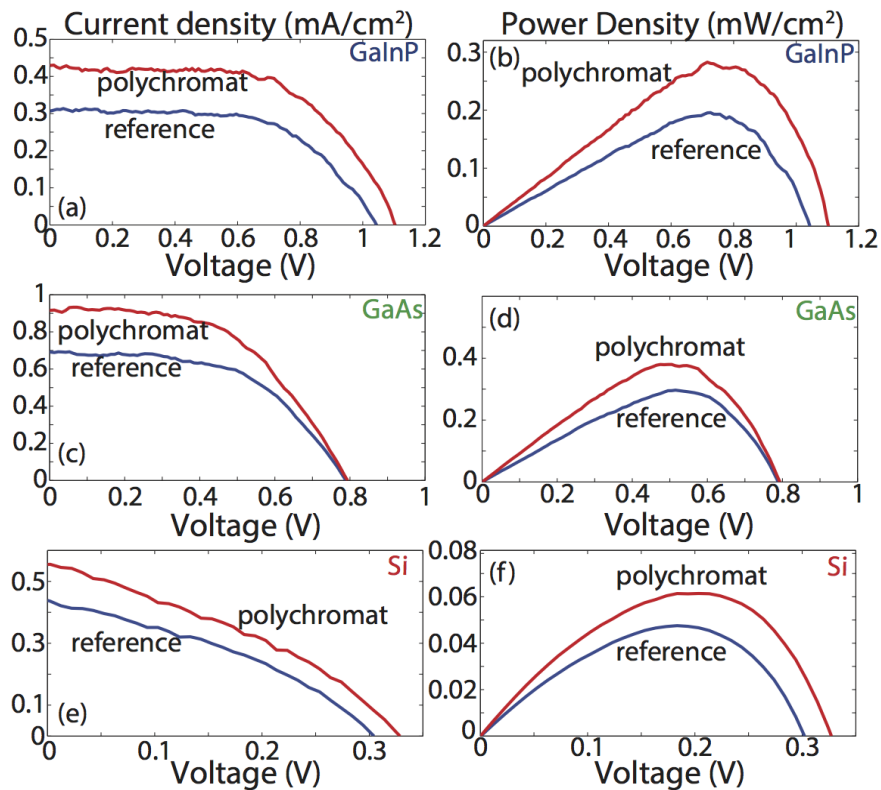 Current density (mA/cm²) Power Density (mW/cm²)
0.5 GaInP
0.4 polychromat
0.3
0.2 reference
0.1
0 (a)
0 0.2 0.4 0.6 0.8 1 1.2
Voltage (V)
0.3 (b) GaInP
polychromat
0.2
reference
0.1
0
0 0.2 0.4 0.6 0.8 1 1.2
Voltage (V)
1 GaAs
0.8 polychromat
0.6 reference
0.4
0.2 (c)
0
0 0.2 0.4 0.6 0.8 1
Voltage (V)
(d) GaAs
polychromat
0.4
0.2 reference
0
0 0.2 0.4 0.6 0.8 1
Voltage (V)
Si
0.5
polychromat
0.3 reference
0.1 (e)
0
0 0.1 0.2 0.3
Voltage (V)
0.08 (f) Si
polychromat
0.06
0.04 reference
0.02
0
0 0.1 0.2 0.3
Voltage (V)